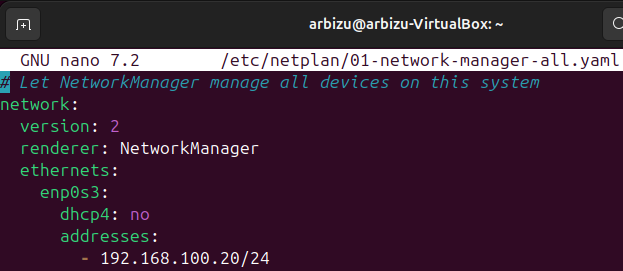 arbizu@arbizu-VirtualBox: ~
GNU nano 7.2 /etc/netplan/01-network-manager-all.yaml
# Let NetworkManager manage all devices on this system
network:
  version: 2
  renderer: NetworkManager
  ethernets:
    enp0s3:
      dhcp4: no
      addresses:
        - 192.168.100.20/24